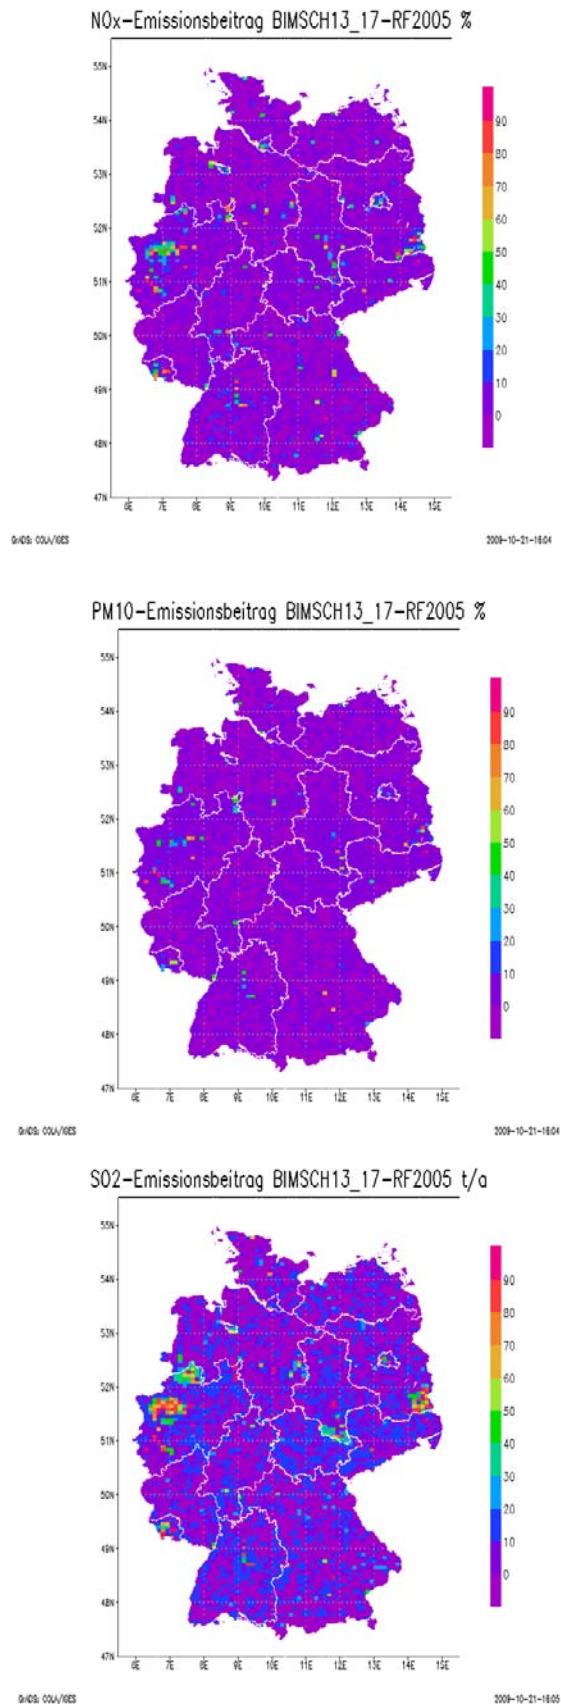 NOx-Emissionsbeitrag BIMSCH13_17-RF2005 %
55N
54N
53N
52N
51N
50N
49N
48N
47N
6E 7E 8E 9E 10E 11E 12E 13E 14E 15E
90
80
70
60
50
40
30
20
10
0
GrADS: COLA/IGES 2009-10-21-16:04
PM10-Emissionsbeitrag BIMSCH13_17-RF2005 %
55N
54N
53N
52N
51N
50N
49N
48N
47N
6E 7E 8E 9E 10E 11E 12E 13E 14E 15E
90
80
70
60
50
40
30
20
10
0
GrADS: COLA/IGES 2009-10-21-16:04
SO2-Emissionsbeitrag BIMSCH13_17-RF2005 t/a
55N
54N
53N
52N
51N
50N
49N
48N
47N
6E 7E 8E 9E 10E 11E 12E 13E 14E 15E
90
80
70
60
50
40
30
20
10
0
GrADS: COLA/IGES 2009-10-21-16:05